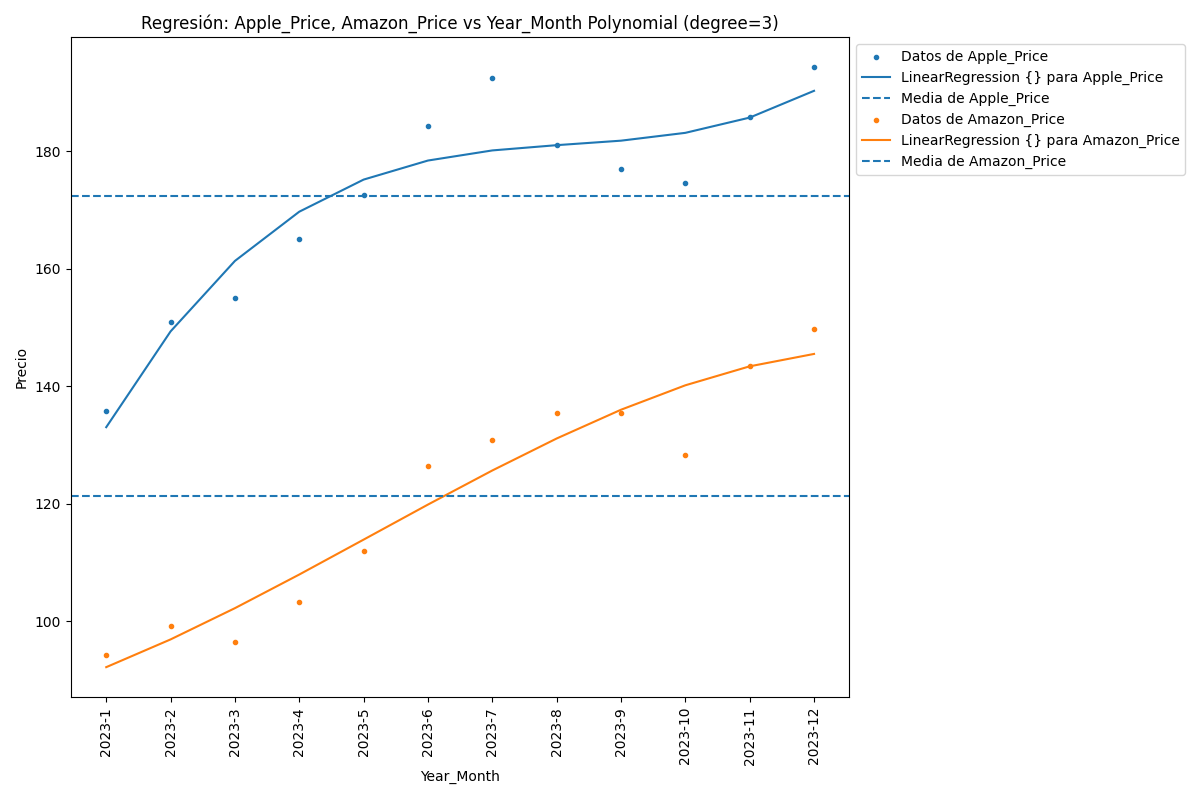 Regresión: Apple_Price, Amazon_Price vs Year_Month Polynomial (degree=3)
Datos de Apple_Price
LinearRegression {} para Apple_Price
Media de Apple_Price
Datos de Amazon_Price
LinearRegression {} para Amazon_Price
Media de Amazon_Price
Precio
180
160
140
120
100
2023-1
2023-2
2023-3
2023-4
2023-5
2023-6
2023-7
2023-8
2023-9
2023-10
2023-11
2023-12
Year_Month